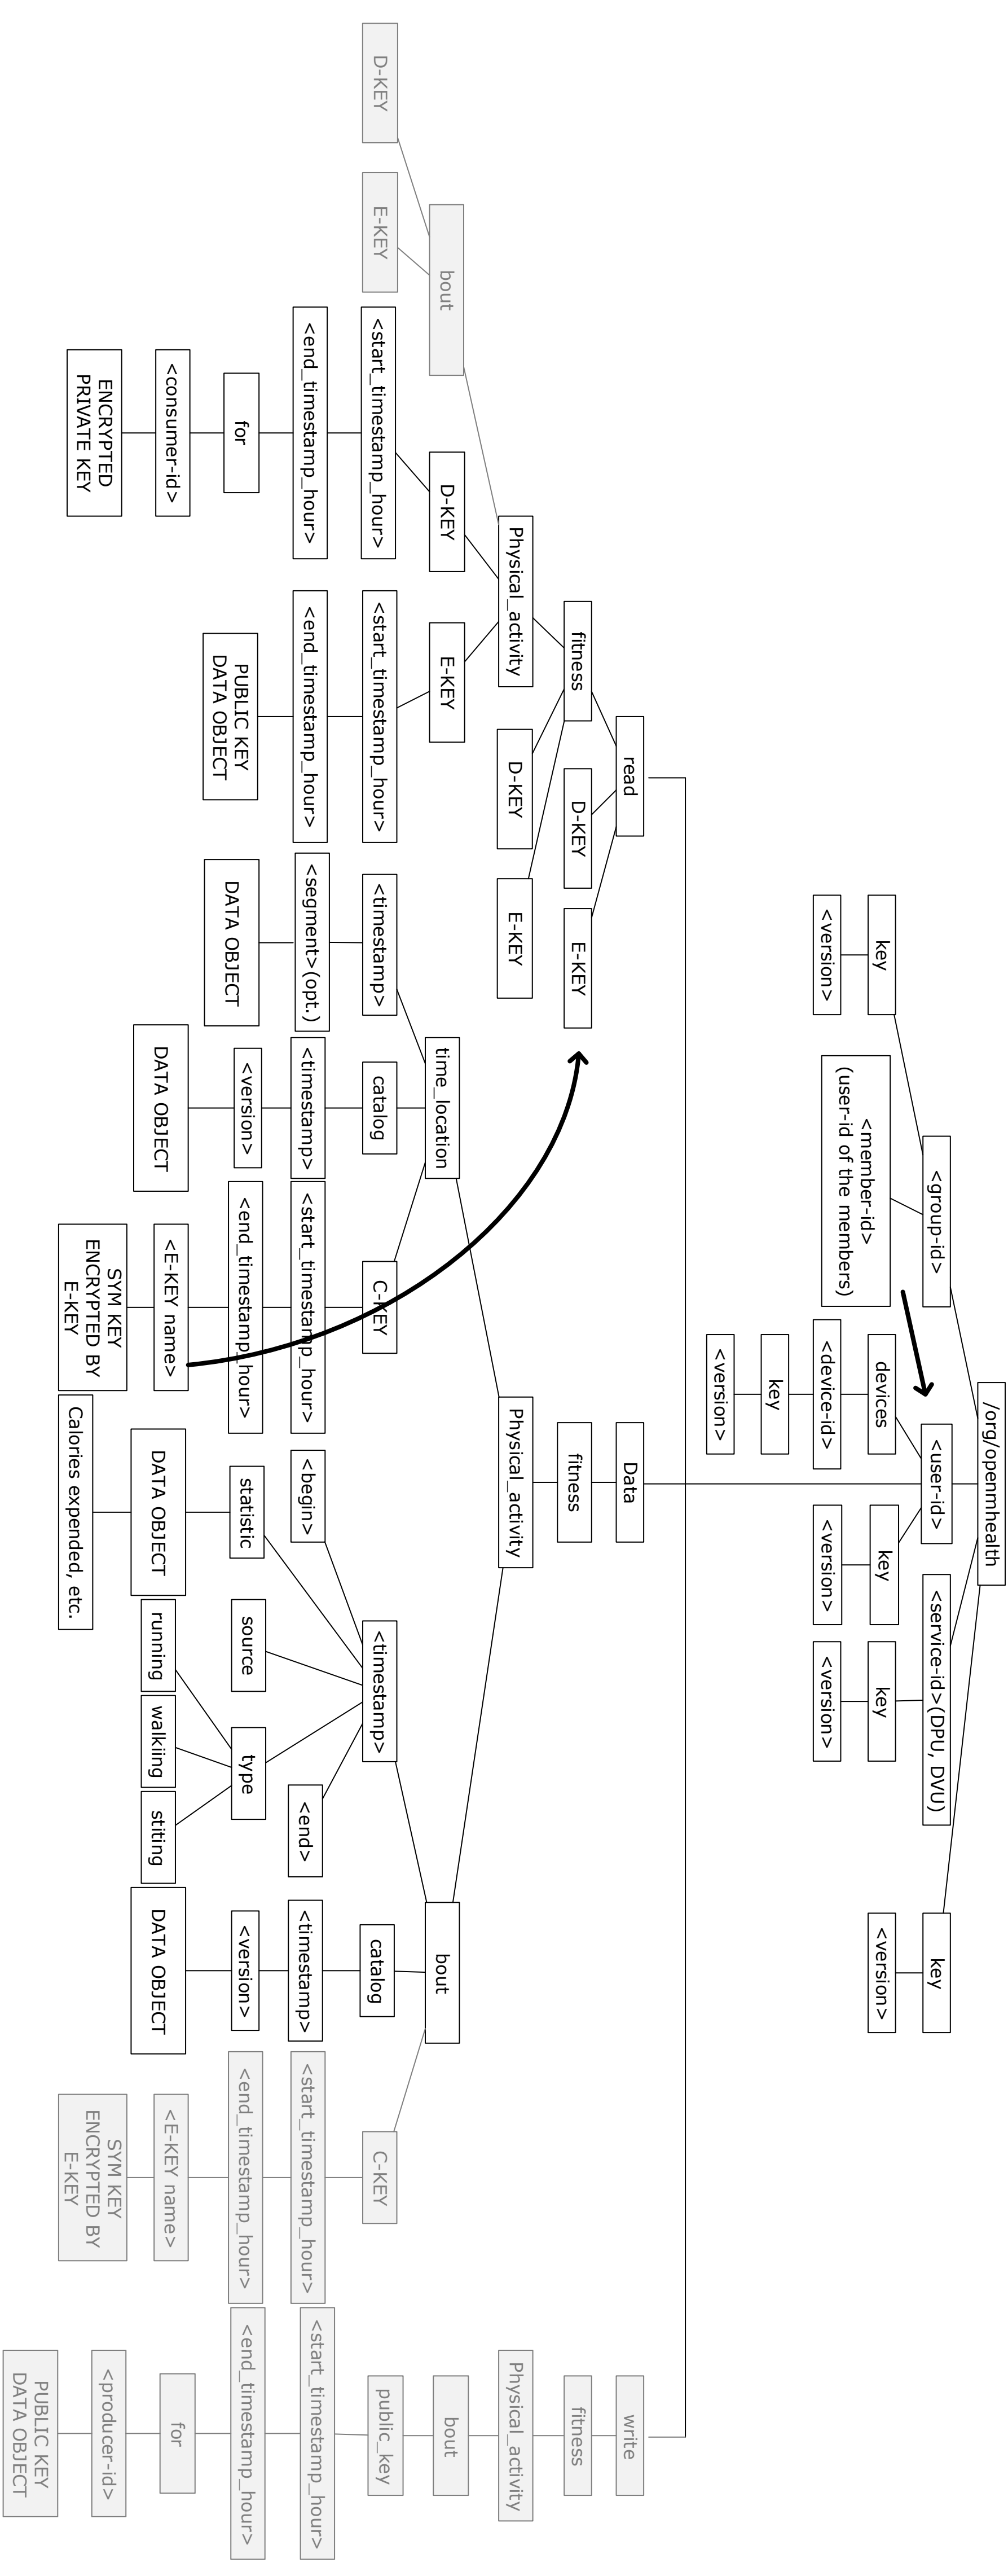 /org/openmhealth
<group-id>
<user-id>
<service-id>(DPU, DVU)
key
key
<member-id>
(user-id of the members)
devices
key
key
<version>
<version>
<device-id>
<version>
<version>
key
<version>
read
Data
write
fitness
D-KEY
E-KEY
fitness
fitness
Physical_activity
D-KEY
E-KEY
Physical_activity
Physical_activity
bout
D-KEY
E-KEY
time_location
bout
bout
D-KEY
E-KEY
<start_timestamp_hour>
<start_timestamp_hour>
<timestamp>
catalog
C-KEY
<timestamp>
catalog
C-KEY
public_key
<end_timestamp_hour>
<end_timestamp_hour>
<segment>(opt.)
<timestamp>
<start_timestamp_hour>
<begin>
<end>
<timestamp>
<start_timestamp_hour>
<start_timestamp_hour>
for
PUBLIC KEY
DATA OBJECT
DATA OBJECT
<version>
<end_timestamp_hour>
statistic
source
type
<version>
<end_timestamp_hour>
<end_timestamp_hour>
<consumer-id>
DATA OBJECT
<E-KEY name>
DATA OBJECT
running
walkiing
stiting
DATA OBJECT
<E-KEY name>
for
ENCRYPTED
PRIVATE KEY
SYM KEY
ENCRYPTED BY
E-KEY
Calories expended, etc.
SYM KEY
ENCRYPTED BY
E-KEY
<producer-id>
PUBLIC KEY
DATA OBJECT